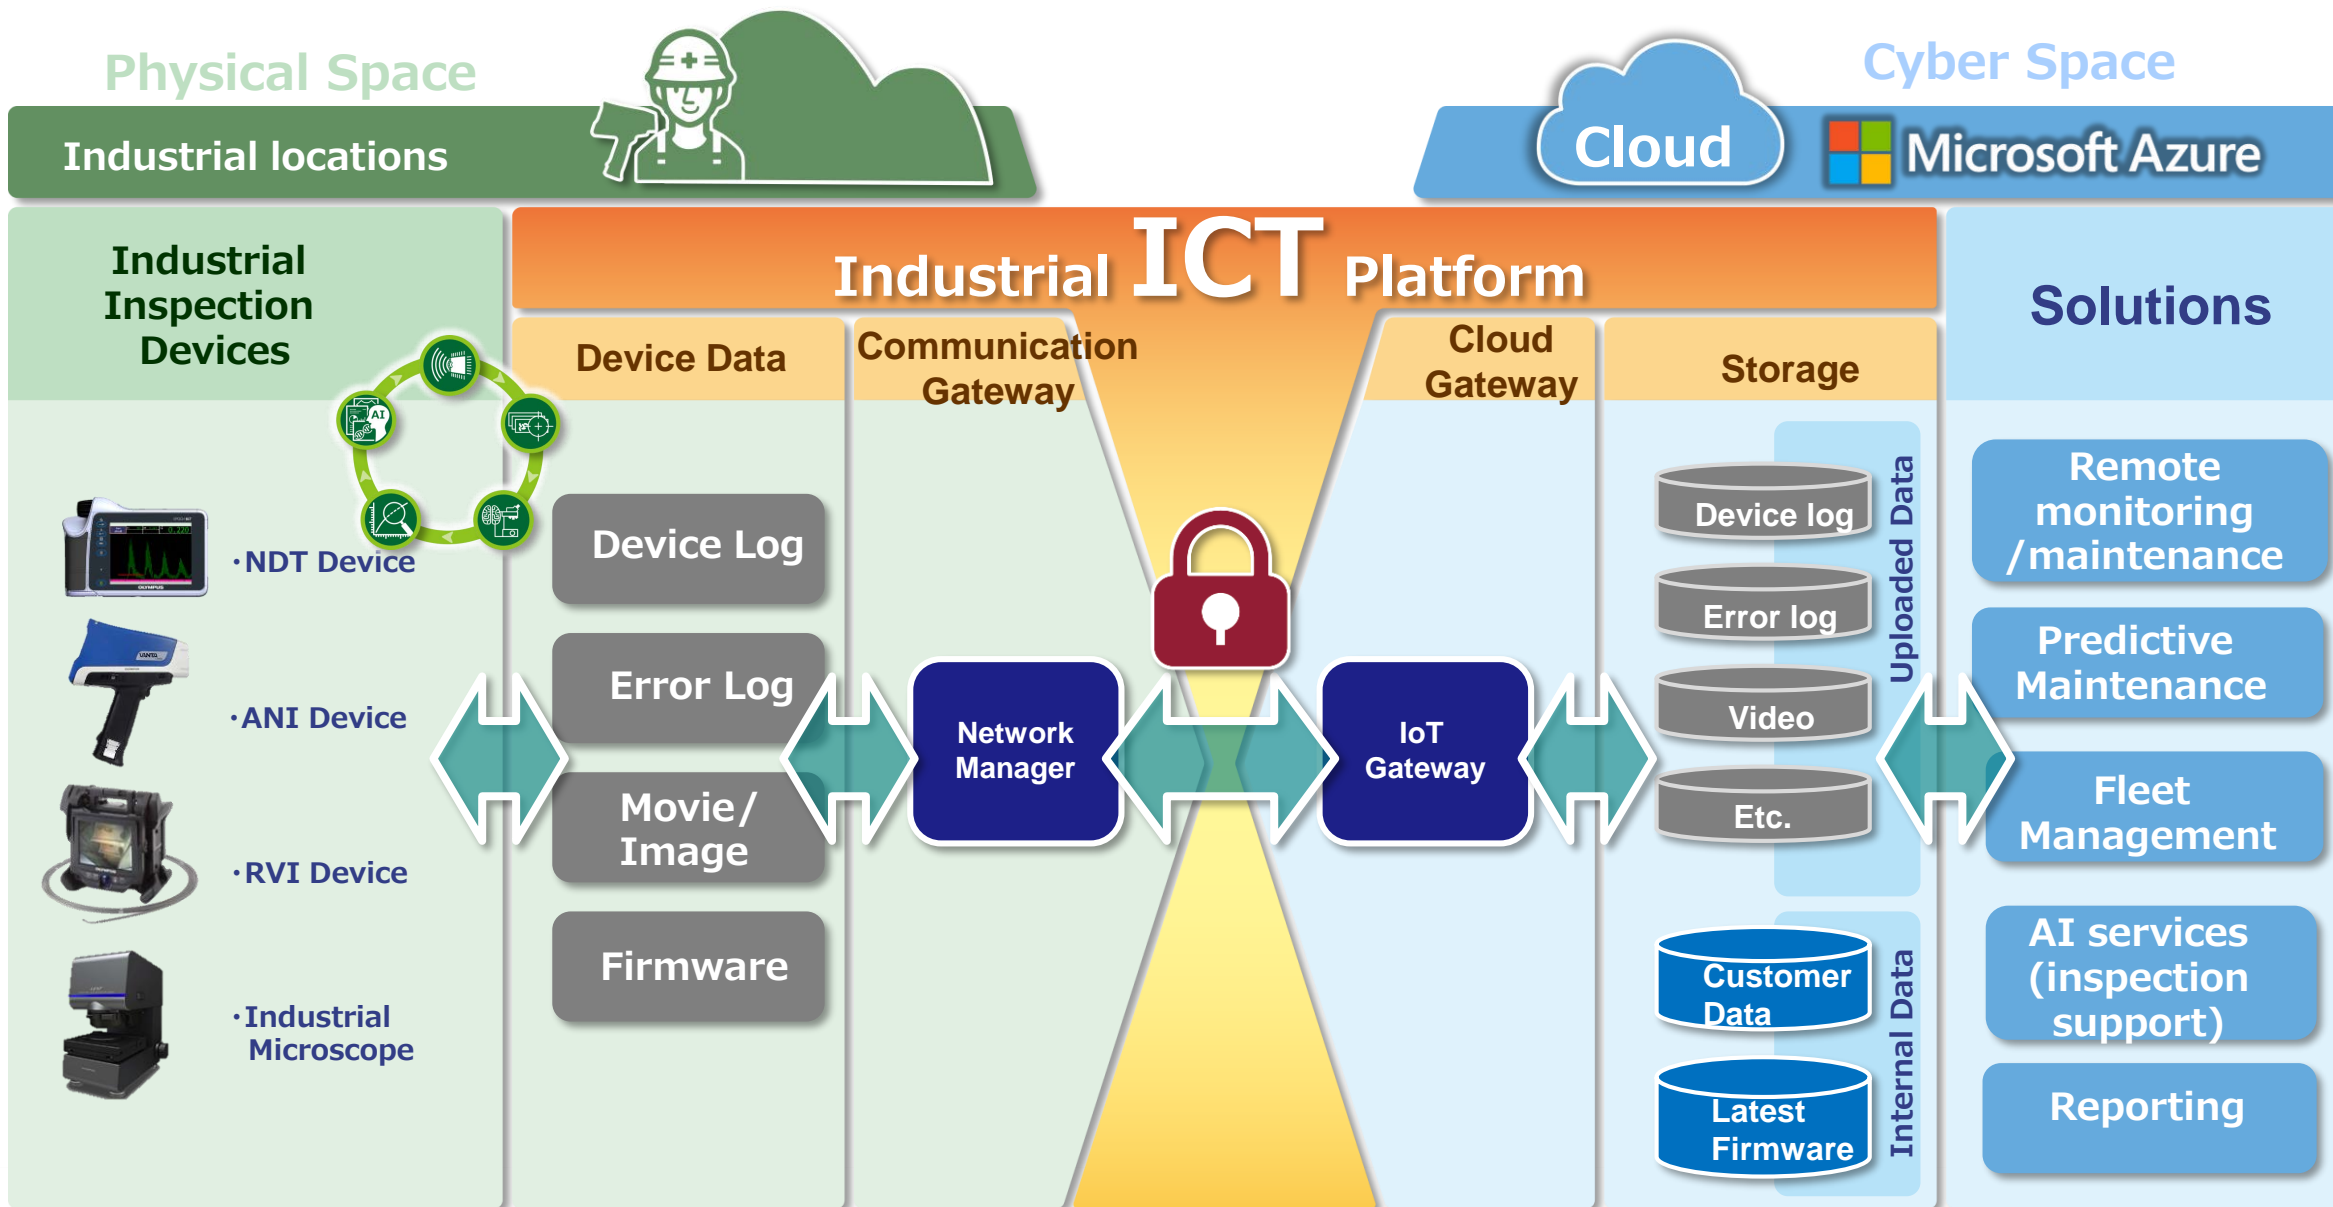 Physical Space
Cyber Space
Industrial locations
Cloud
Microsoft Azure
Industrial
Inspection
Devices
Industrial ICT Platform
Solutions
Device Data
Communication
Gateway
Cloud
Gateway
Storage
AI
・NDT Device
OLYMPUS
・ANI Device
VANTA
・RVI Device
・Industrial
Microscope
Device Log
Error Log
Movie/
Image
Firmware
Network
Manager
IoT
Gateway
Device log
Error log
Video
Etc.
Uploaded Data
Customer
Data
Latest
Firmware
Internal Data
Remote
monitoring
/maintenance
Predictive
Maintenance
Fleet
Management
AI services
(inspection
support)
Reporting